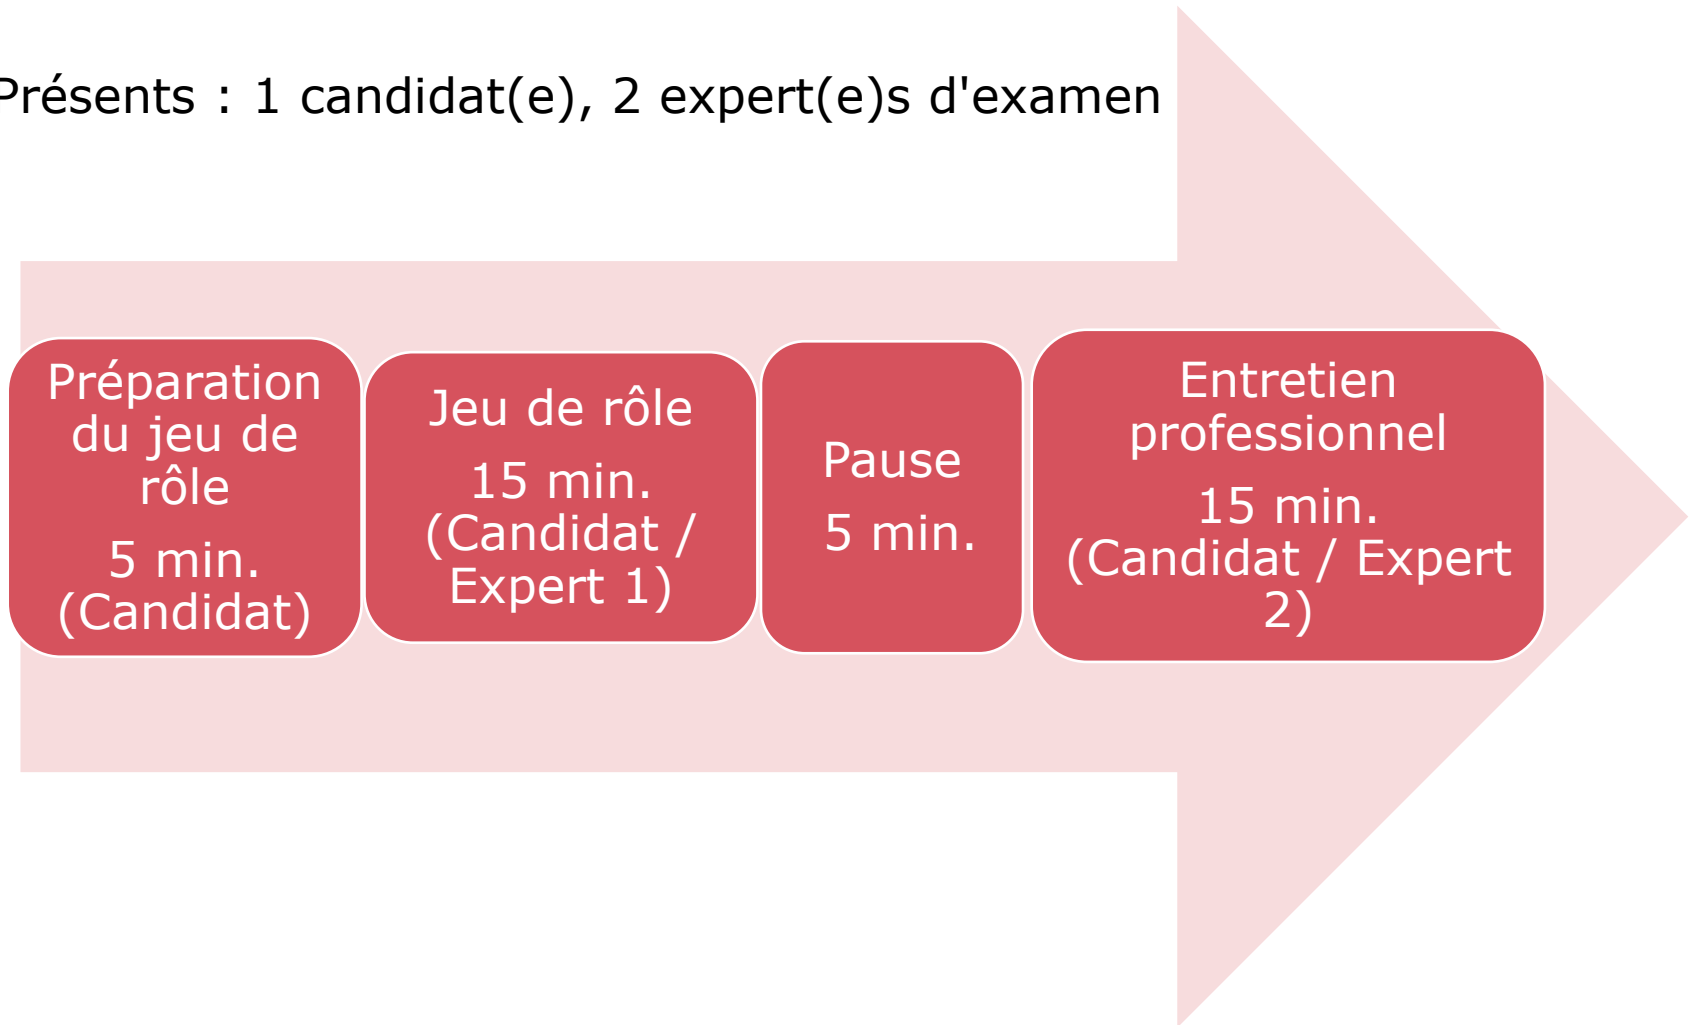 Présents : 1 candidat(e), 2 expert(e)s d'examen
Préparation
du jeu de
rôle
5 min.
(Candidat)
Jeu de rôle
15 min.
(Candidat /
Expert 1)
Pause
5 min.
Entretien
professionnel
15 min.
(Candidat / Expert
2)